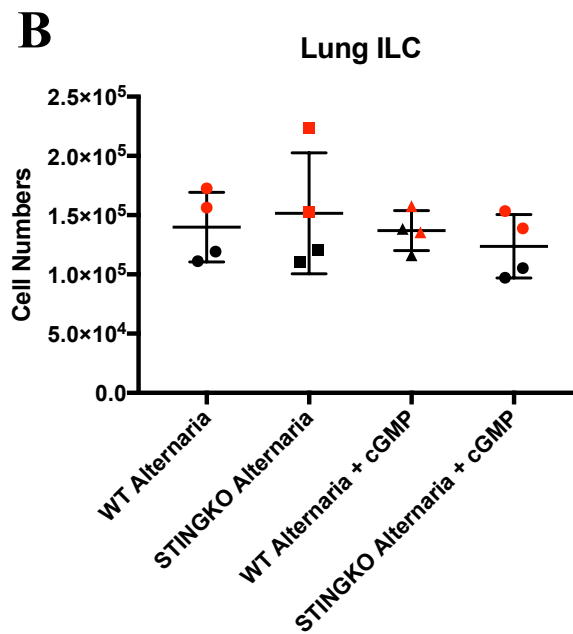 B
Lung ILC
Cell Numbers
2.5×10⁵
2.0×10⁵
1.5×10⁵
1.0×10⁵
5.0×10⁴
0.0
WT Alternaria
STINGKO Alternaria
WT Alternaria + cGMP
STINGKO Alternaria + cGMP